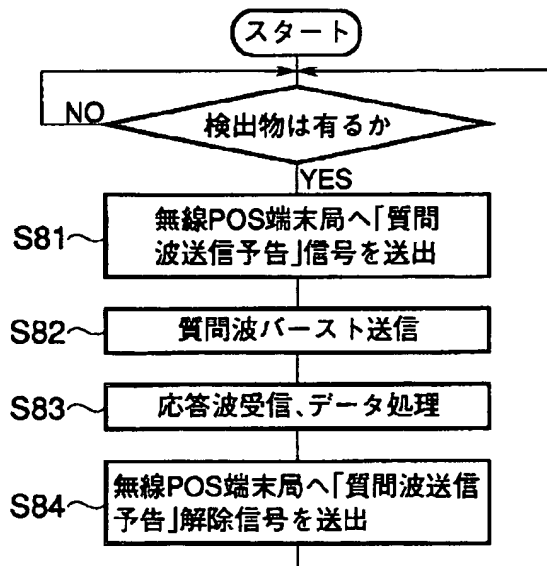 スタート
NO
検出物は有るか
YES
S81
無線POS端末局へ「質問
波送信予告」信号を送出
S82
質問波バースト送信
S83
応答波受信、データ処理
S84
無線POS端末局へ「質問波送信
予告」解除信号を送出